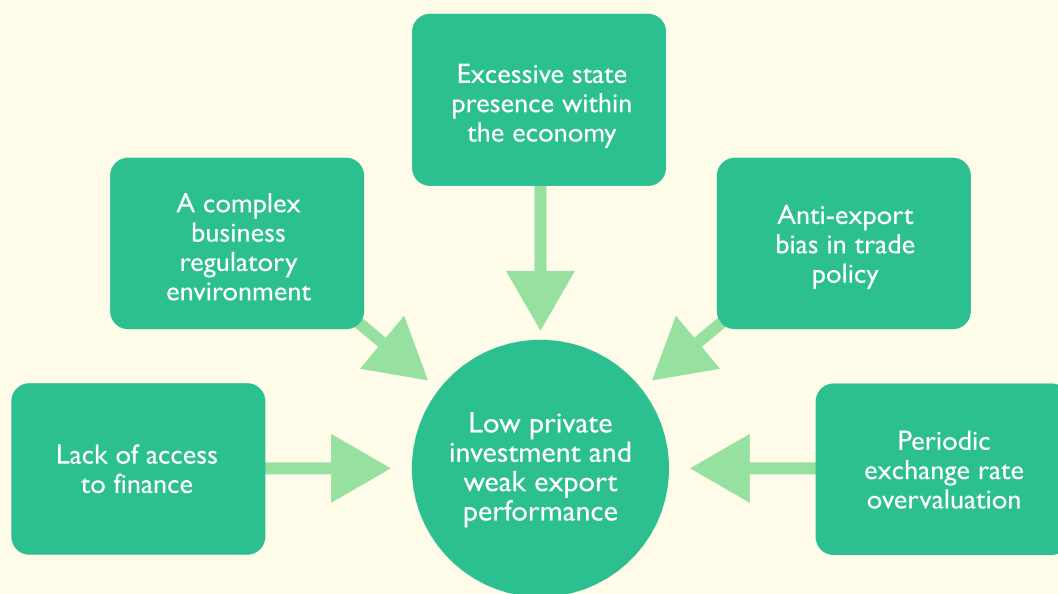 Excessive state
presence within
the economy
A complex
business
regulatory
environment
Anti-export
bias in trade
policy
Lack of access
to finance
Low private
investment and
weak export
performance
Periodic
exchange rate
overvaluation